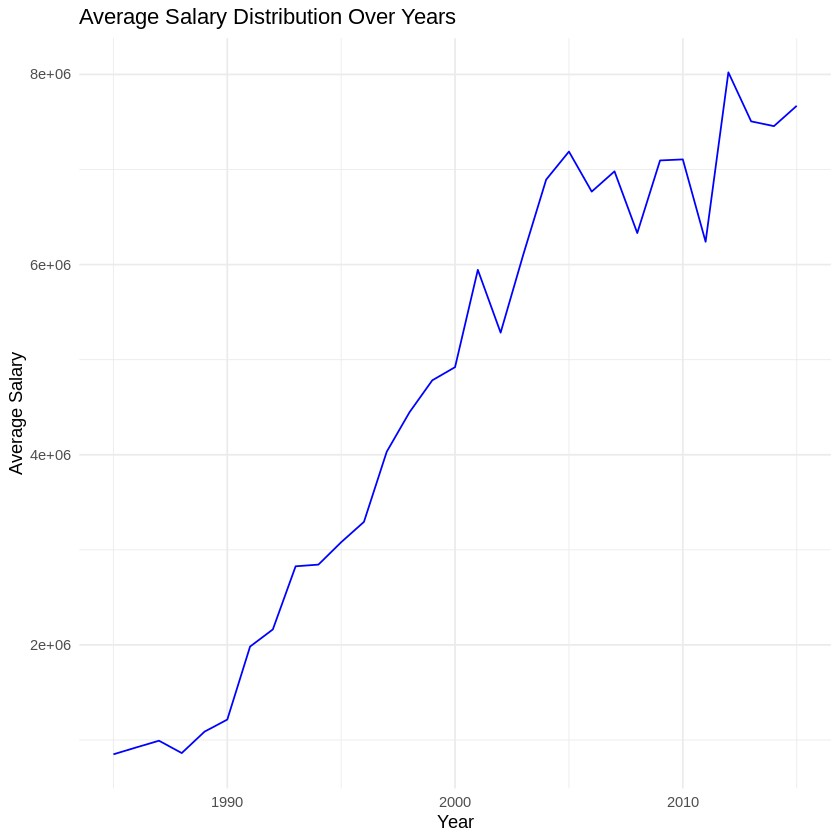 Average Salary Distribution Over Years
8e+06
6e+06
4e+06
2e+06
Average Salary
1990
2000
2010
Year